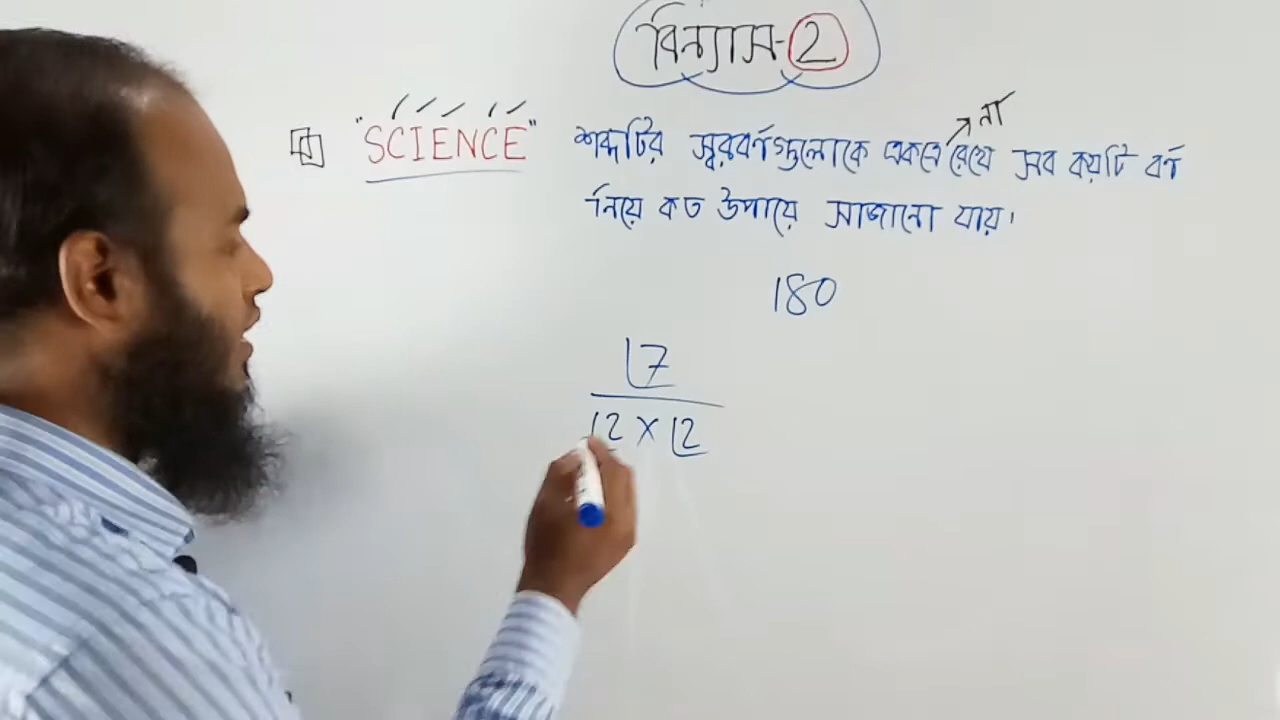 বিন্যাস-2
"SCIENCE" শব্দটির স্বরবর্ণগুলোকে একত্রে রেখে না সব কয়টি বর্ণ
নিয়ে কত উপায়ে সাজানো যায়।
180
|7
|2 × |2